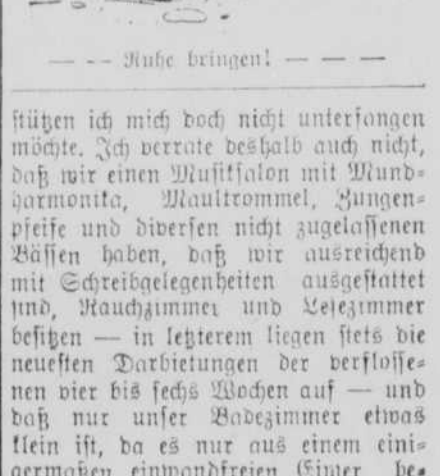 — -- Ruhe bringen! — — —
stützen ich mich doch nicht unterfangen
möchte. Ich verrate deshalb auch nicht,
daß wir einen Musiksalon mit Mund-
harmonika, Maultrommel, Zungen-
pfeife und diversen nicht zugelassenen
Bässen haben, daß wir ausreichend
mit Schreibgelegenheiten ausgestattet
sind, Rauchzimmer und Lesezimmer
besitzen — in letzterem liegen stets die
neuesten Darbietungen der verflosse-
nen vier bis sechs Wochen auf — und
daß nur unser Badezimmer etwas
klein ist, da es nur aus einem eini-
germaßen einwandfreien Eimer be-